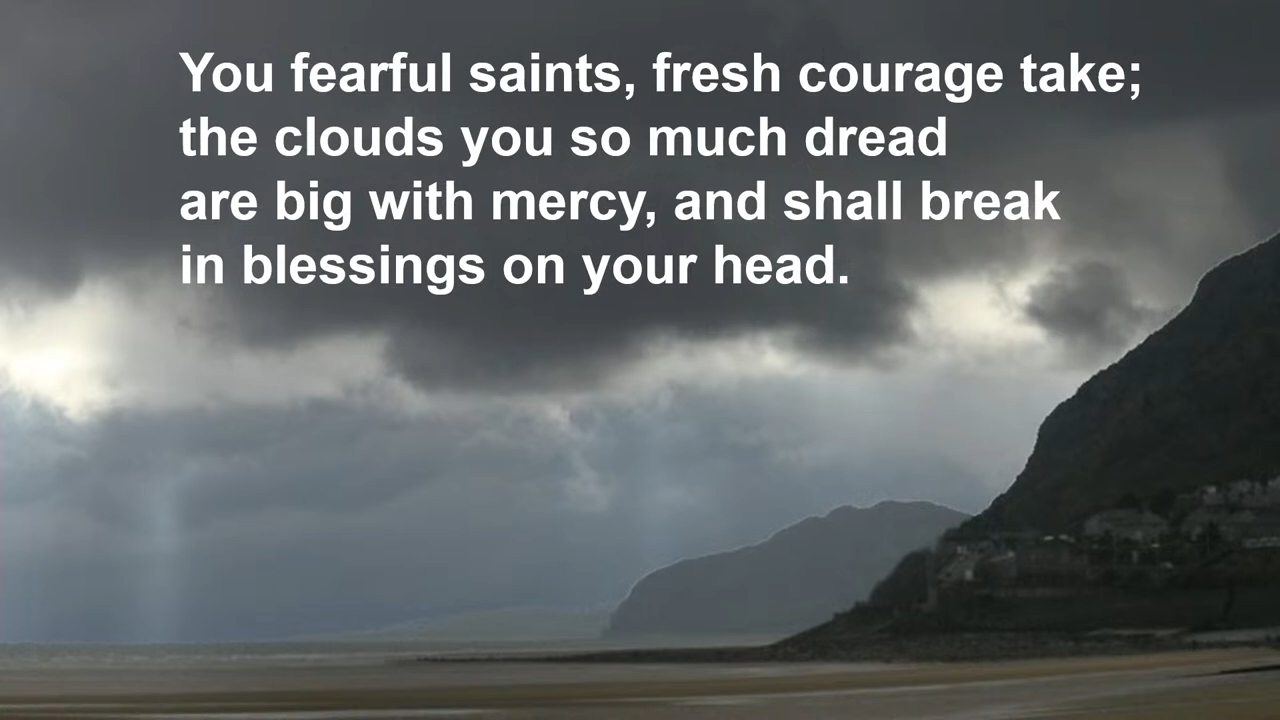 You fearful saints, fresh courage take;
the clouds you so much dread
are big with mercy, and shall break
in blessings on your head.